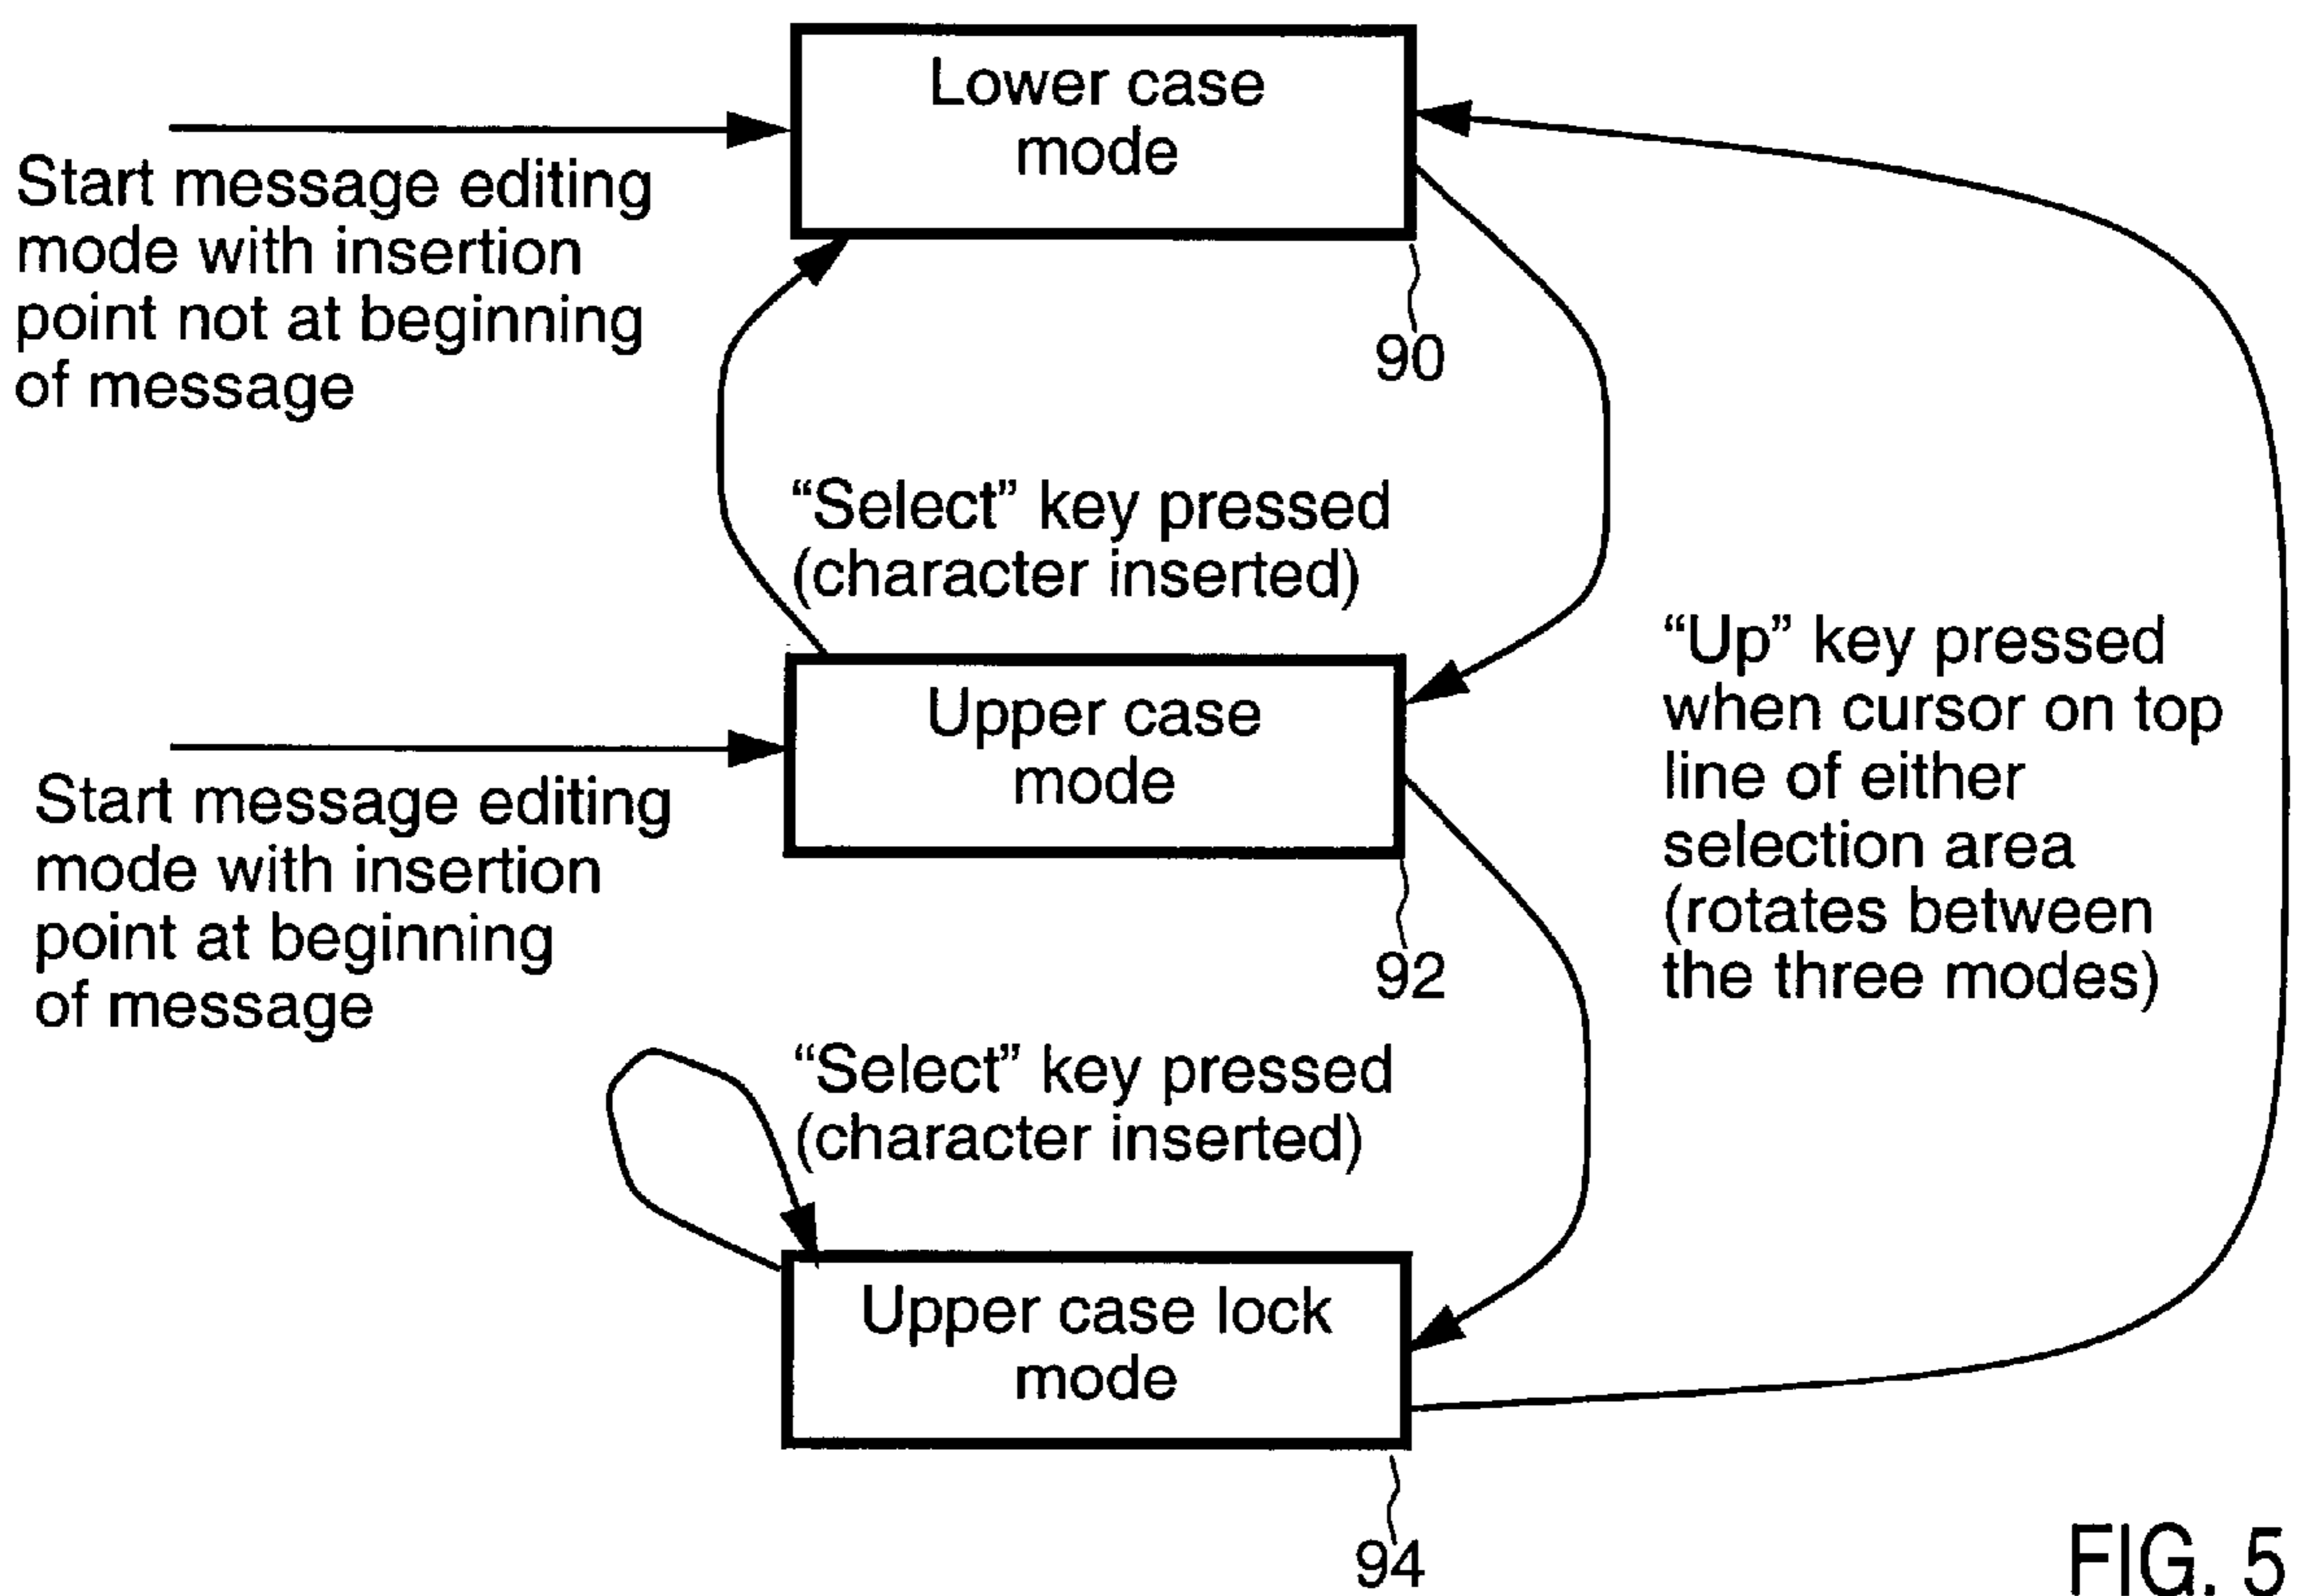 Lower case
mode
Start message editing
mode with insertion
point not at beginning
of message
90
“Select” key pressed
(character inserted)
Upper case
mode
“Up” key pressed
when cursor on top
line of either
selection area
(rotates between
the three modes)
Start message editing
mode with insertion
point at beginning
of message
92
“Select” key pressed
(character inserted)
Upper case lock
mode
94
FIG. 5